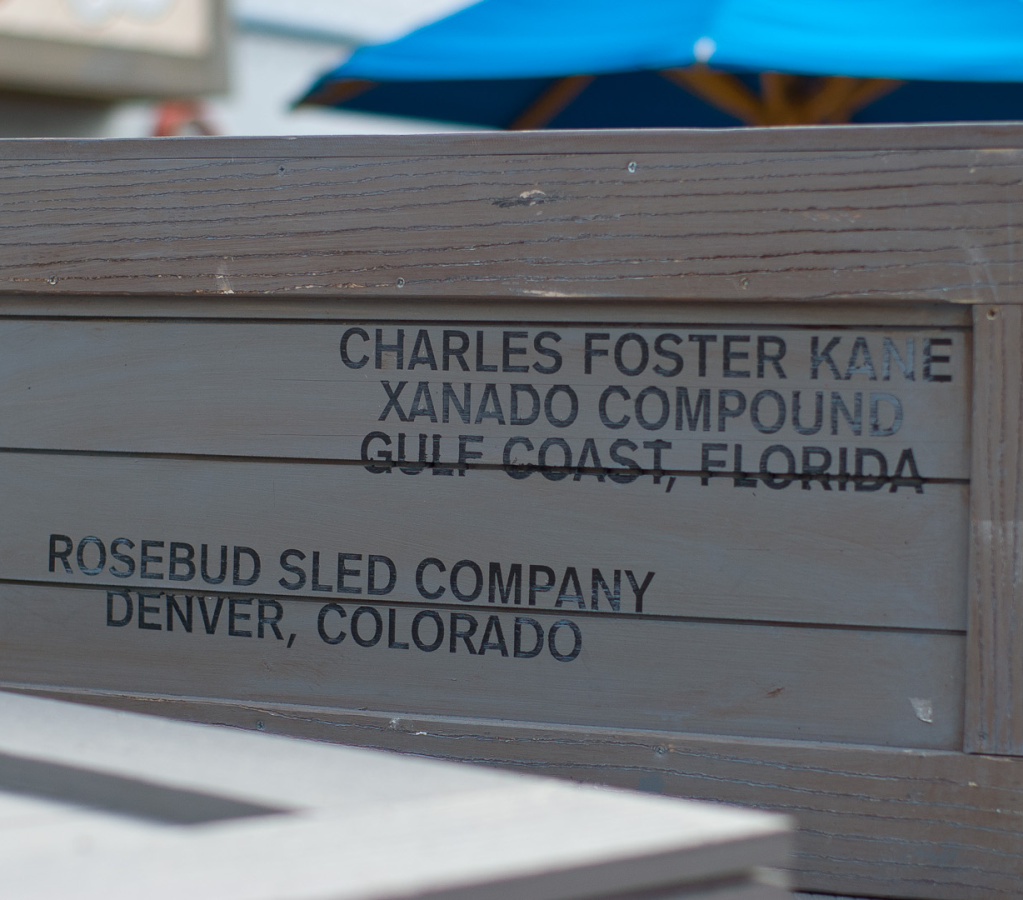 CHARLES FOSTER KANE
XANADO COMPOUND
GULF COAST, FLORIDA
ROSEBUD SLED COMPANY
DENVER, COLORADO